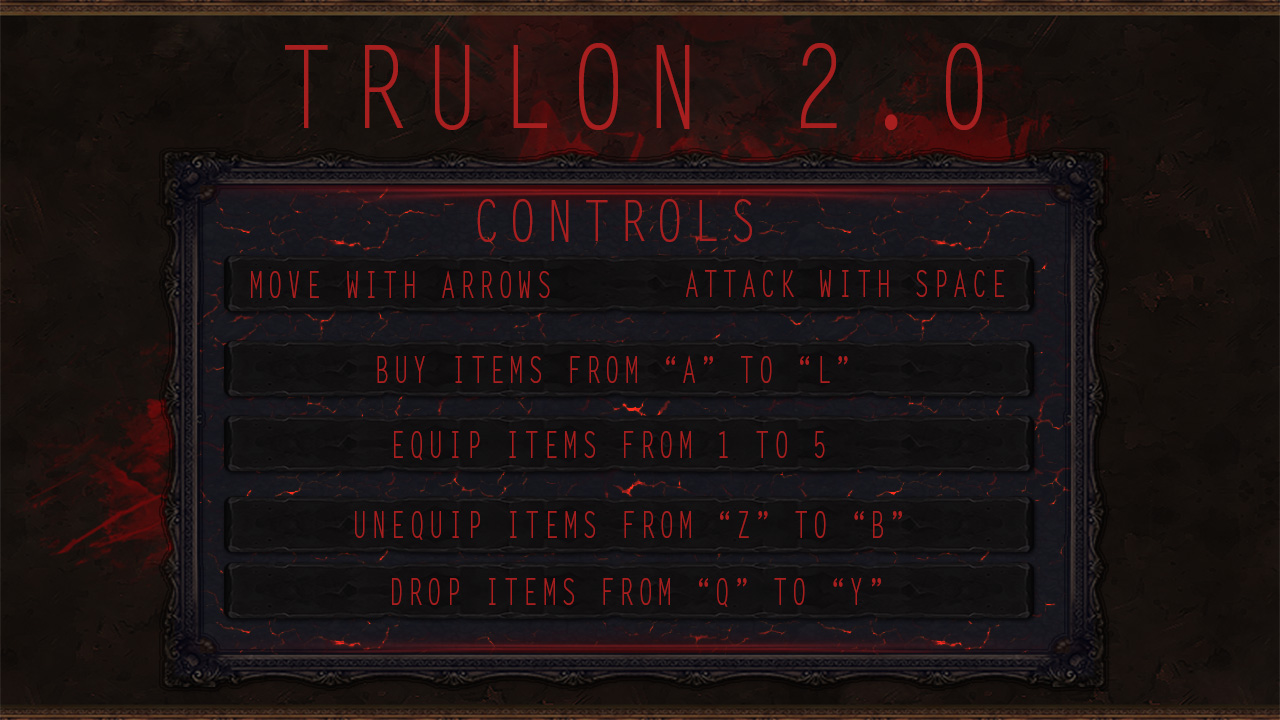 TRULON 2.0
CONTROLS
MOVE WITH ARROWS ATTACK WITH SPACE
BUY ITEMS FROM “A” TO “L”
EQUIP ITEMS FROM 1 TO 5
UNEQUIP ITEMS FROM “Z” TO “B”
DROP ITEMS FROM “Q” TO “Y”